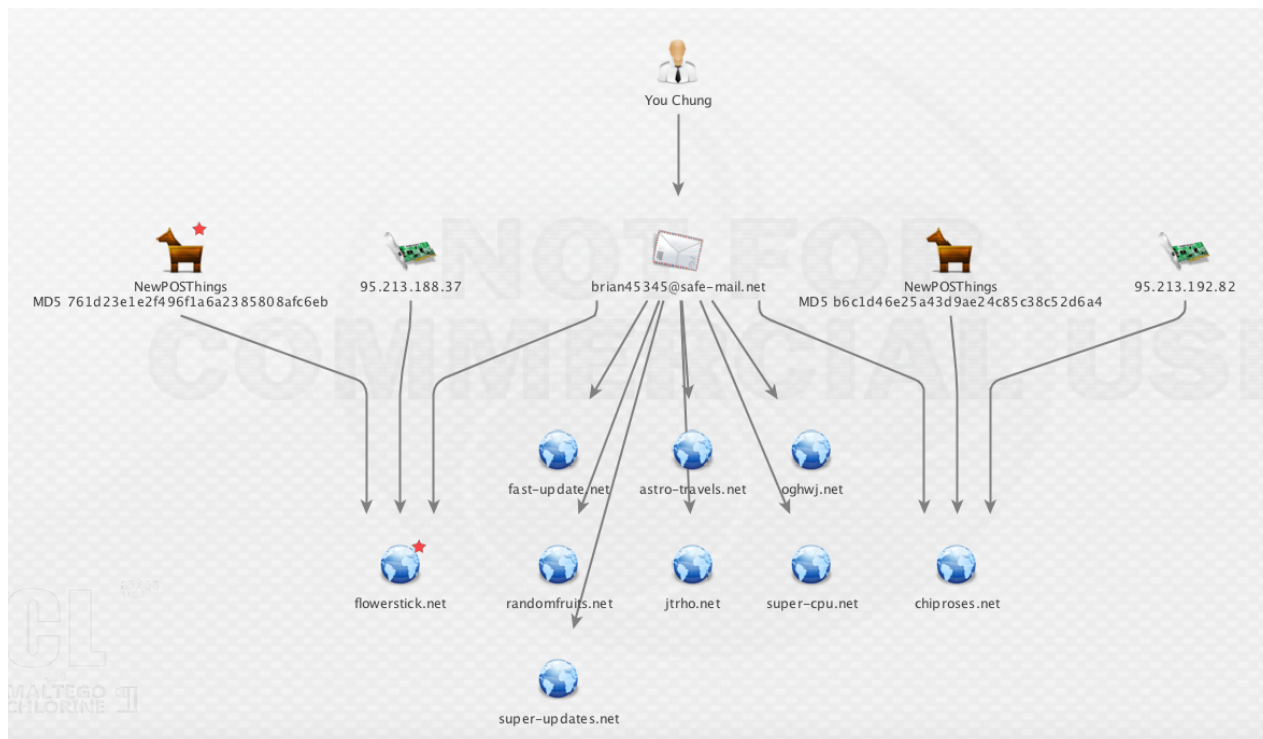 You Chung
NewPOSThings
MD5 761d23e1e2f496f1a6a2385808afc6eb
95.213.188.37
brian45345@safe-mail.net
NewPOSThings
MD5 b6c1d46e25a43d9ae24c85c38c52d6a4
95.213.192.82
NOT FOR
COMMERCIAL USE
fast-update.net
astro-travels.net
oghwj.net
flowerstick.net
randomfruits.net
jtrho.net
super-cpu.net
chiproses.net
super-updates.net
CL
MALTEGO
CHLORINE